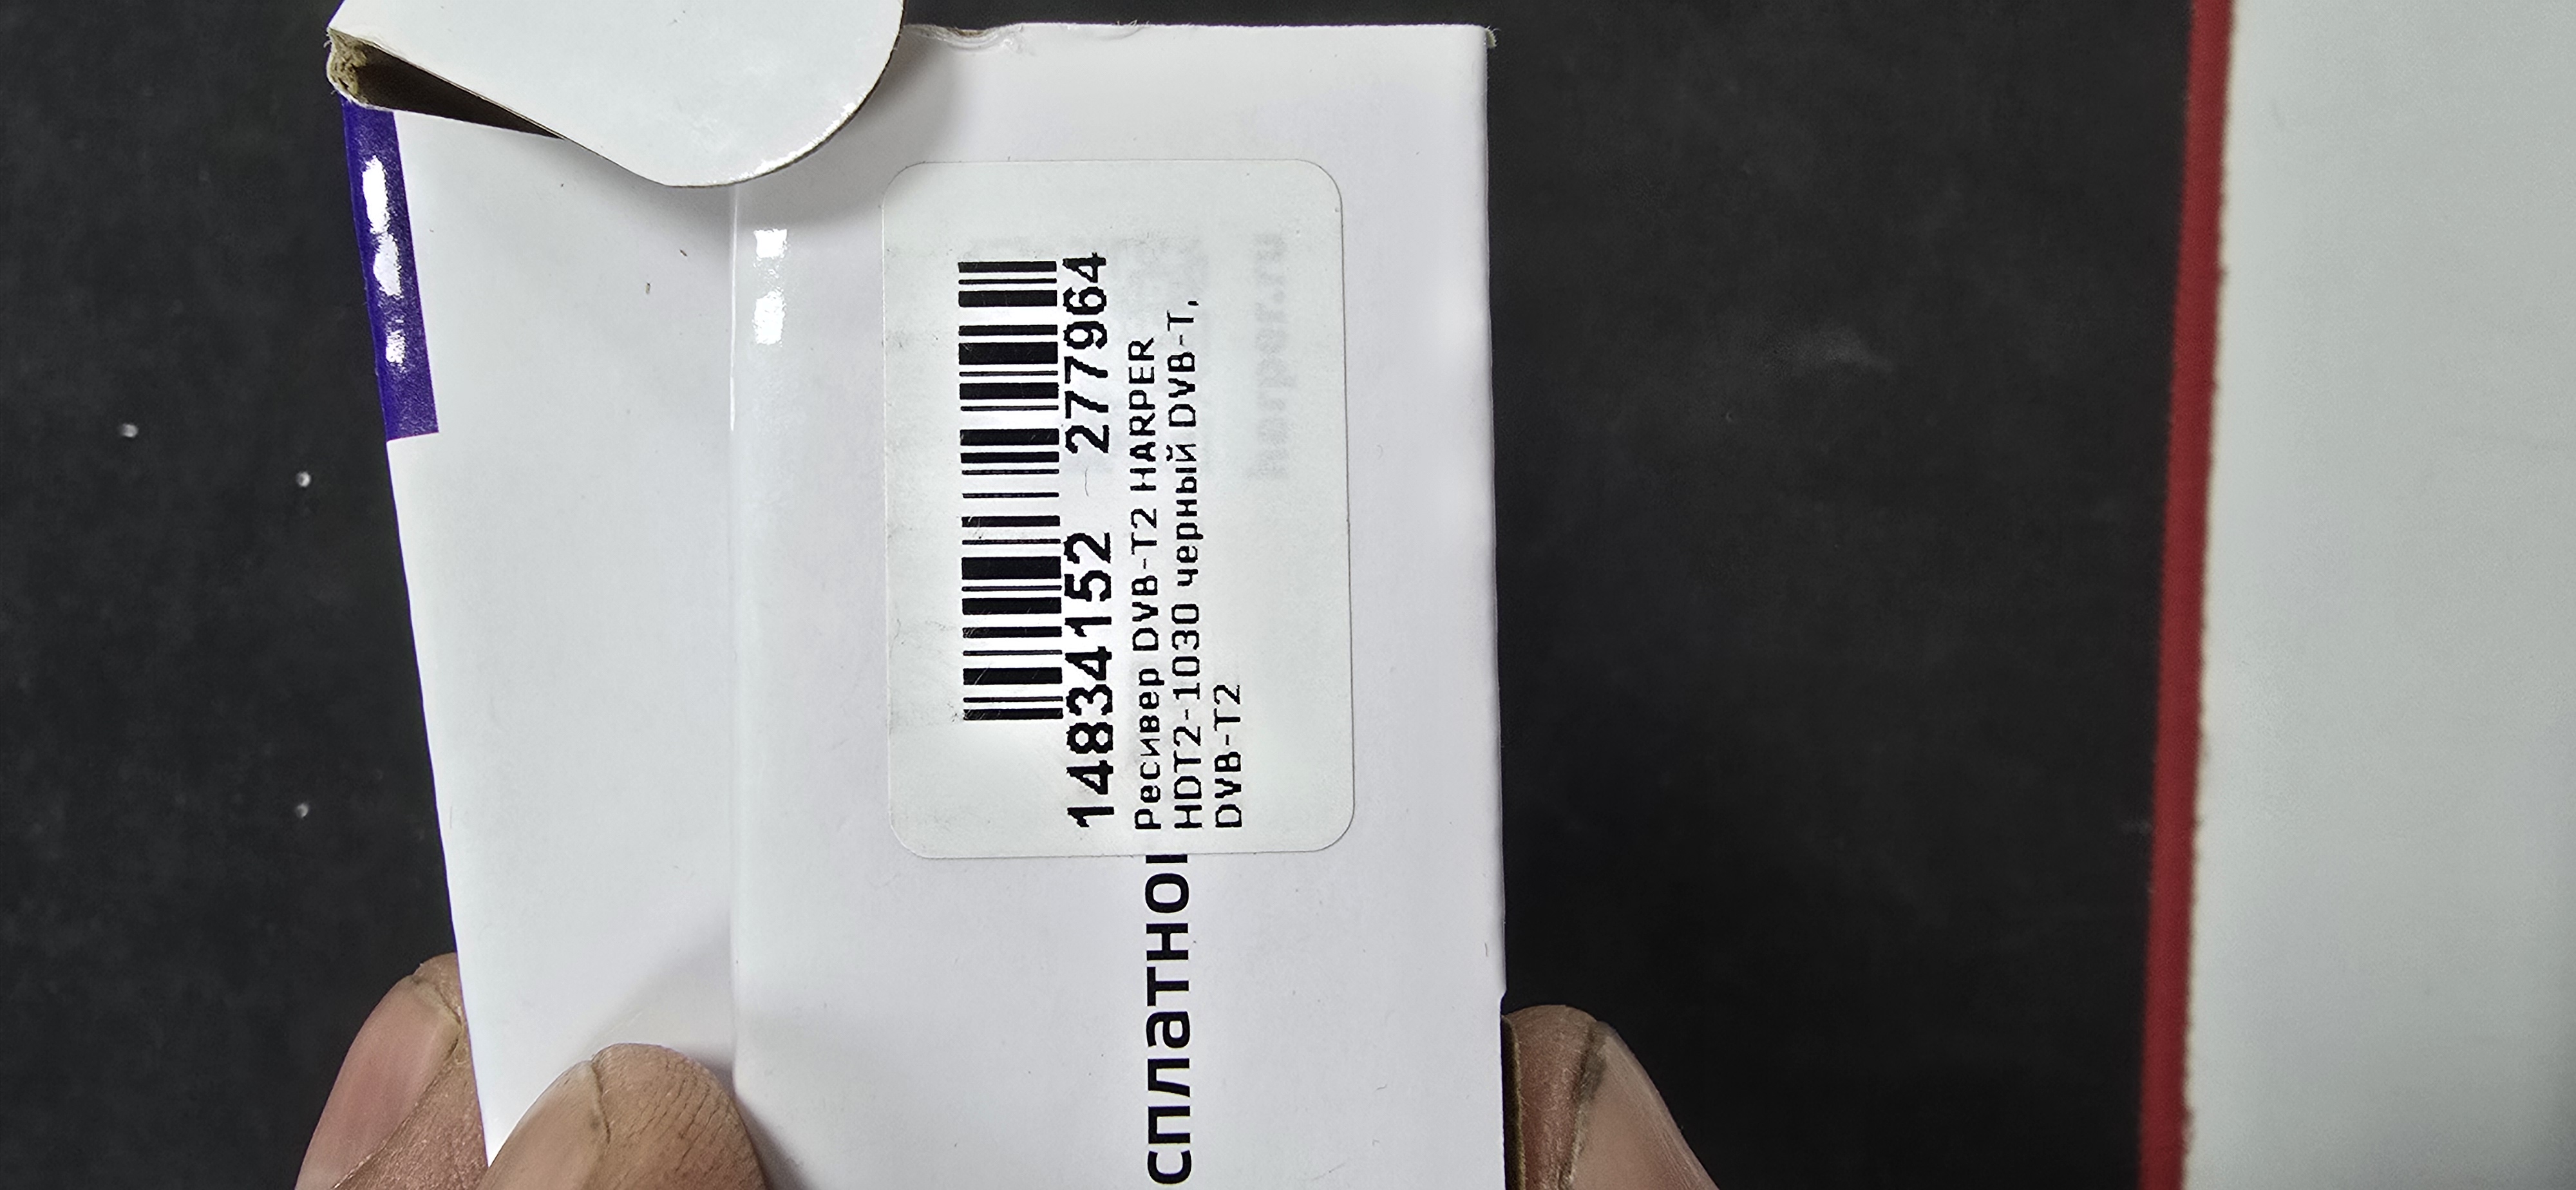 14834152 277964
Ресивер DVB-T2 HARPER
HDT2-1030 черный DVB-T,
DVB-T2
сплатно